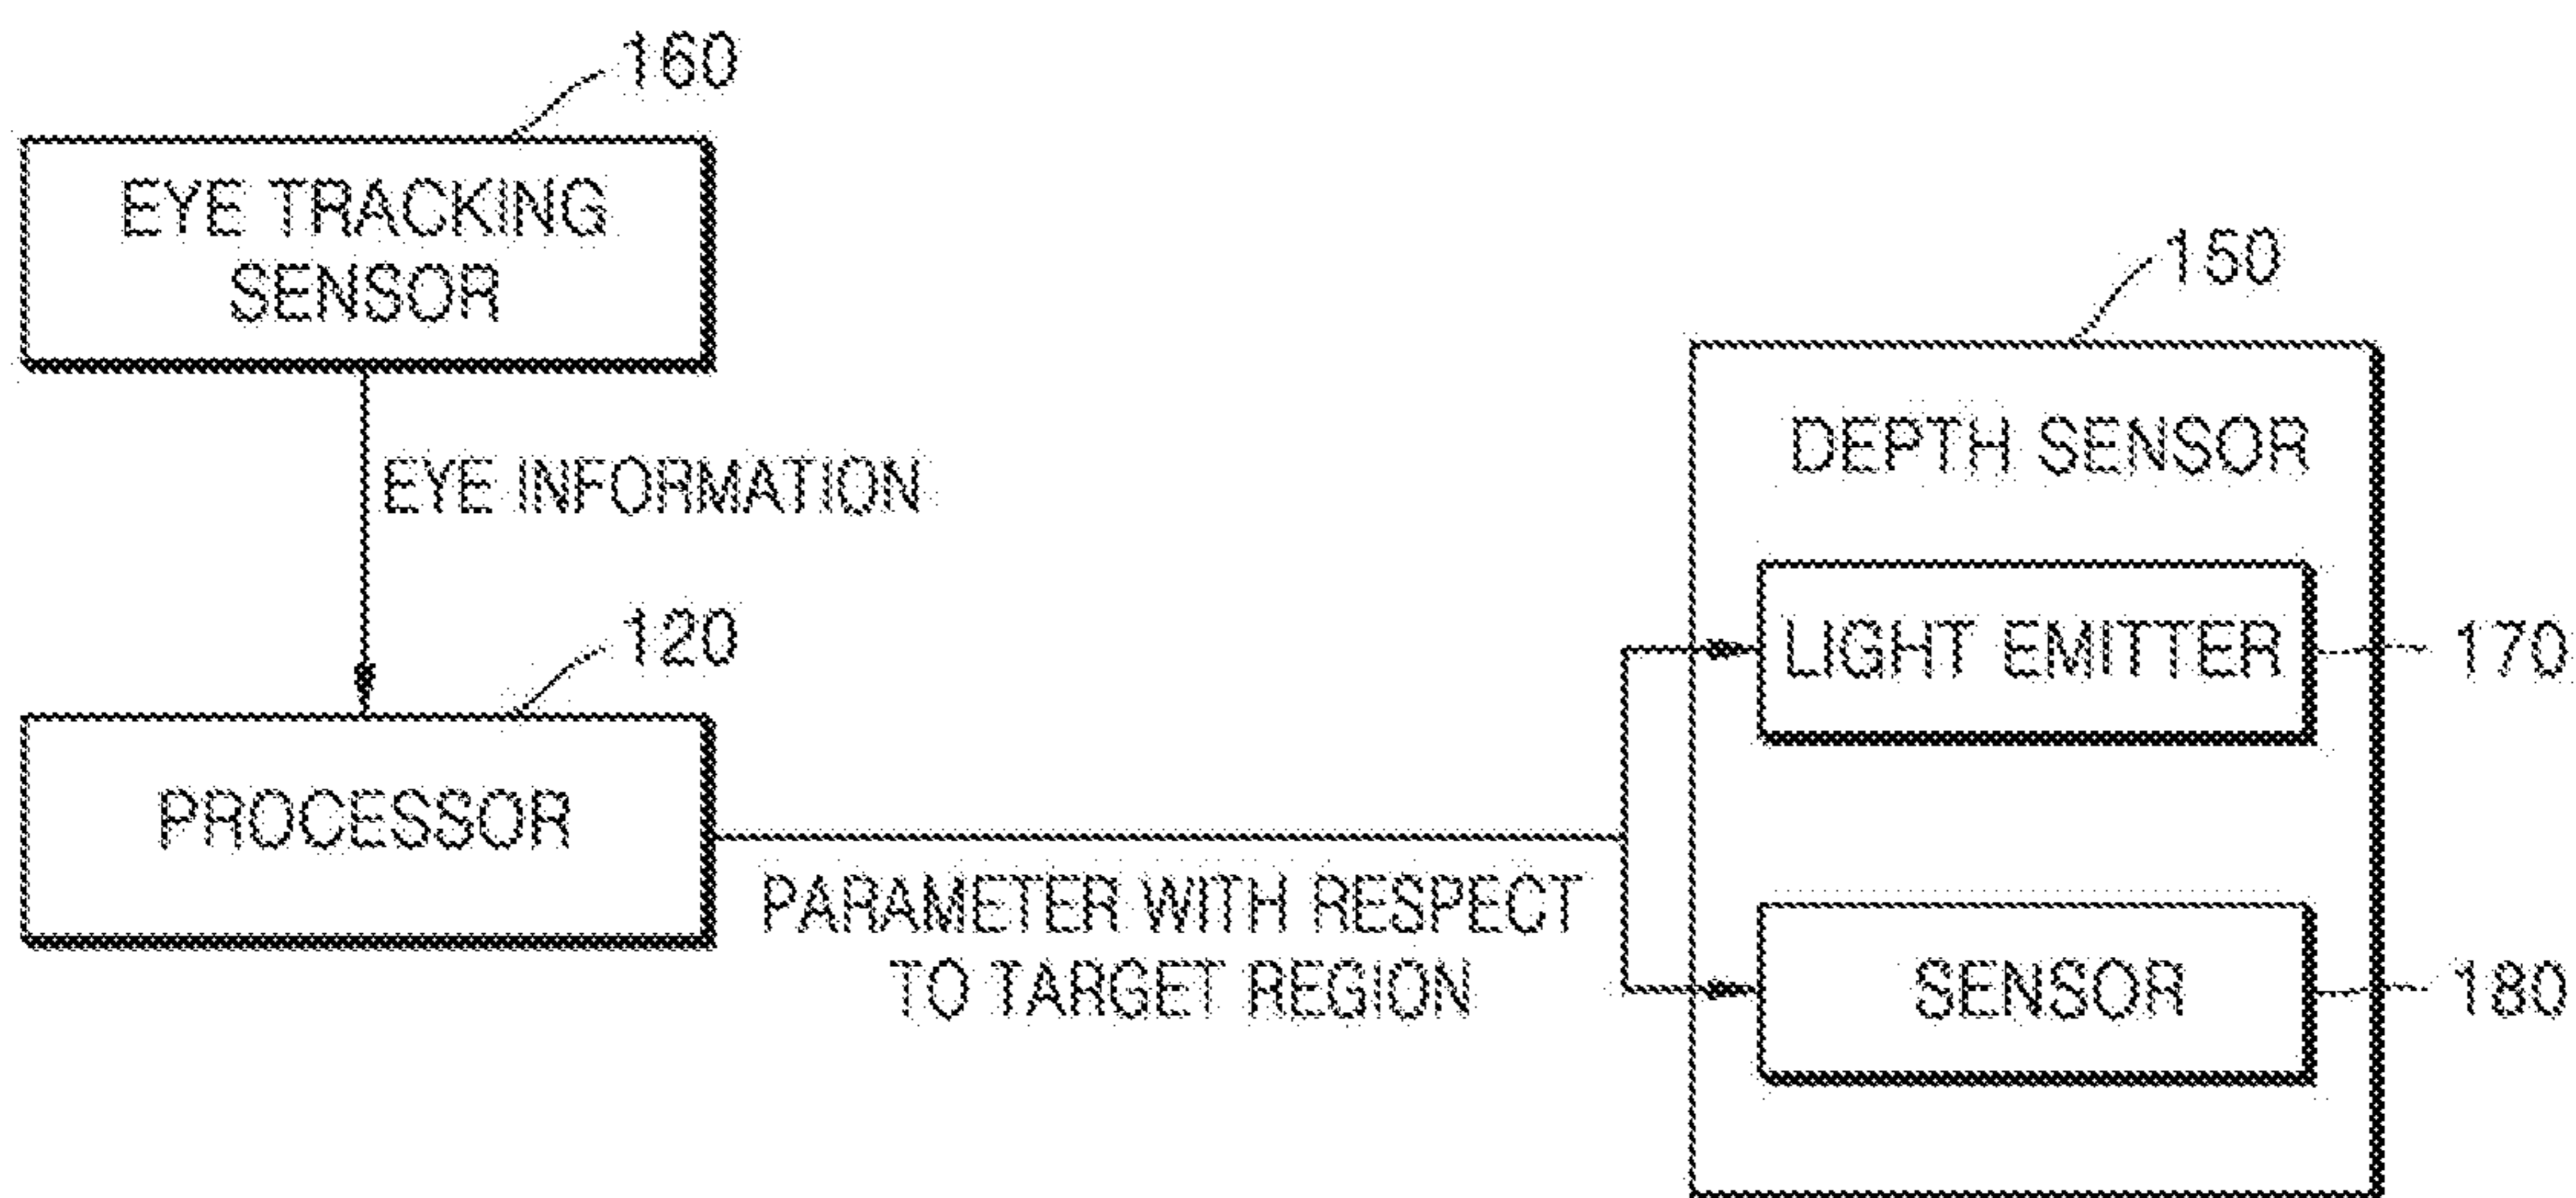 160
EYE TRACKING
SENSOR
150
DEPTH SENSOR
EYE INFORMATION
120
LIGHT EMITTER
170
PROCESSOR
PARAMETER WITH RESPECT
TO TARGET REGION
SENSOR
180